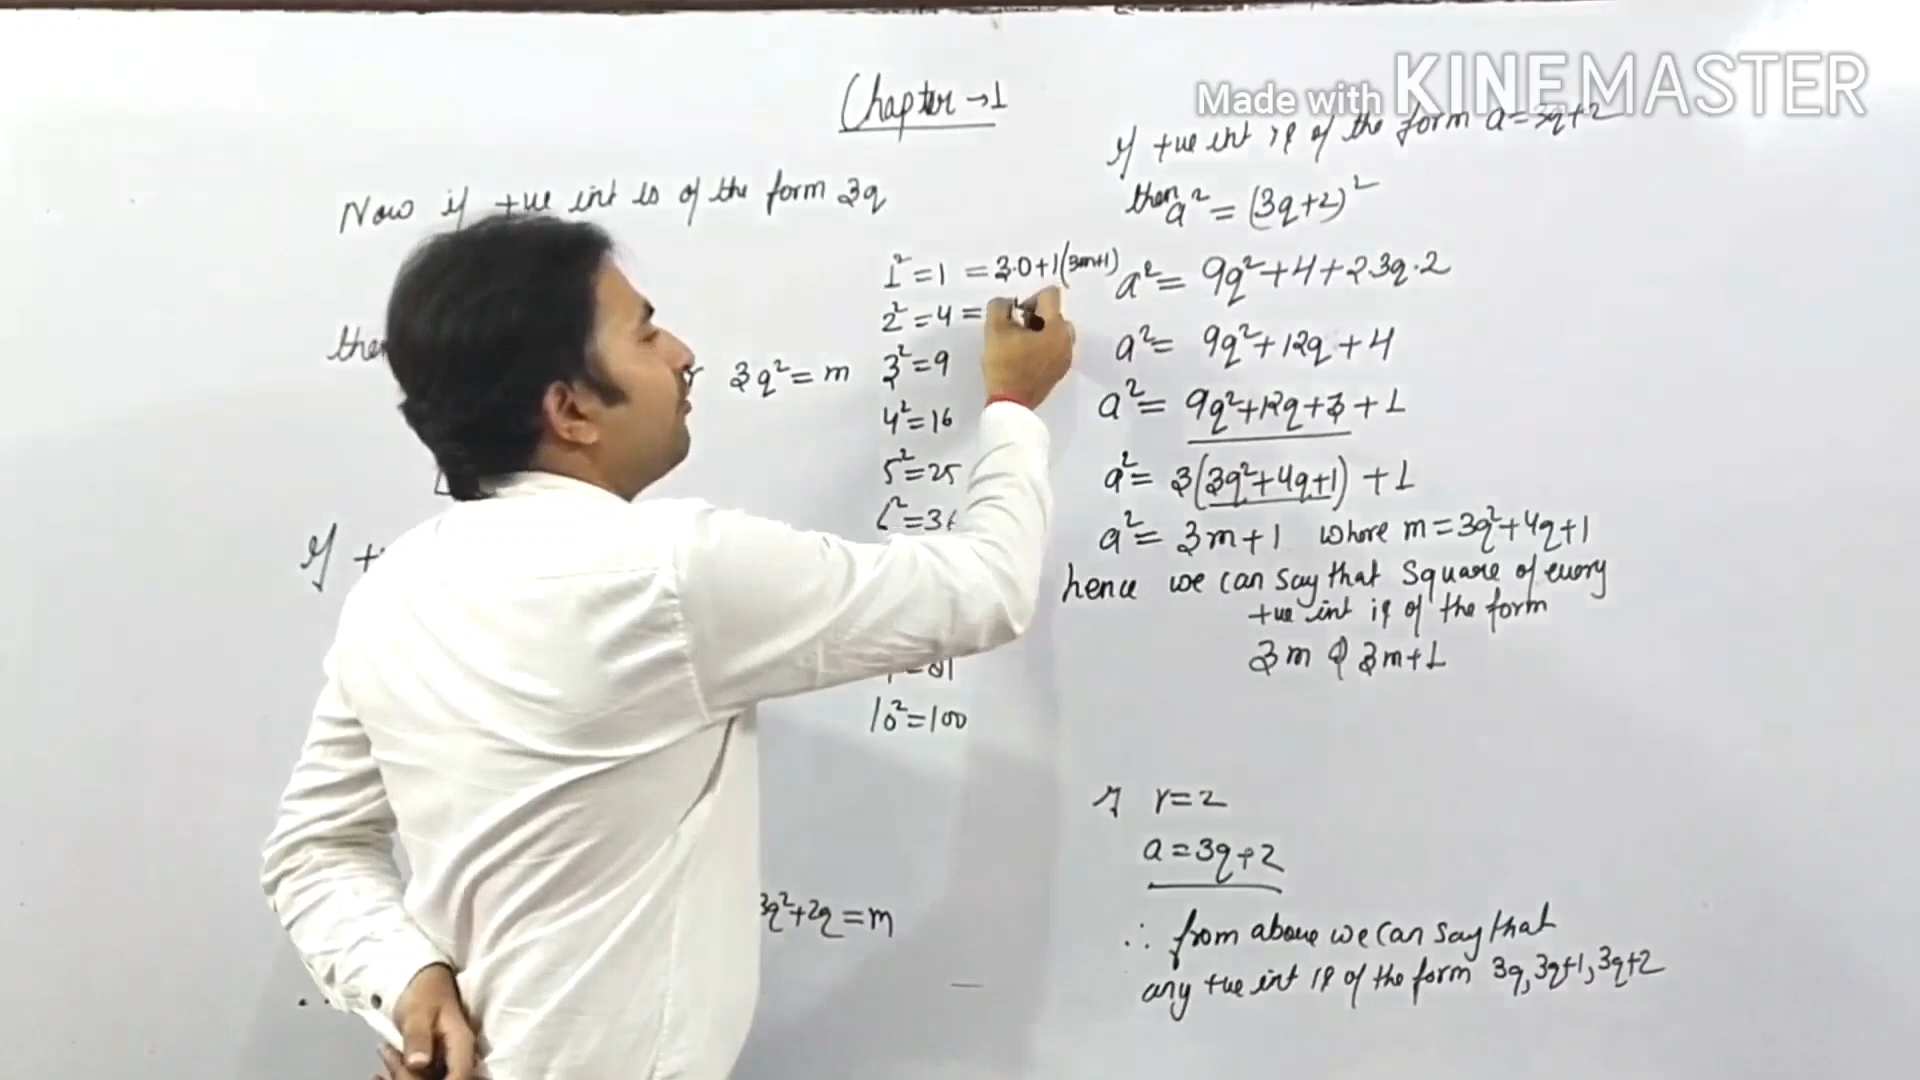 Made with KINEMASTER
Chapter → 1
Now if +ve int is of the form 3q
then
3q² = m
If +
1² = 1 = 3·0+1(3m+1)
2² = 4 =
3² = 9
4² = 16
5² = 25
6² = 36
= 81
10² = 100
3q²+2q = m
If +ve int is of the form a = 3q+2
then a² = (3q+2)²
a² = 9q²+4+2·3q·2
a² = 9q²+12q+4
a² = 9q²+12q+3+1
a² = 3(3q²+4q+1)+1
a² = 3m+1 where m = 3q²+4q+1
hence we can say that Square of every
+ve int is of the form
3m & 3m+1
If r = 2
a = 3q+2
∴ from above we can say that
any +ve int is of the form 3q, 3q+1, 3q+2